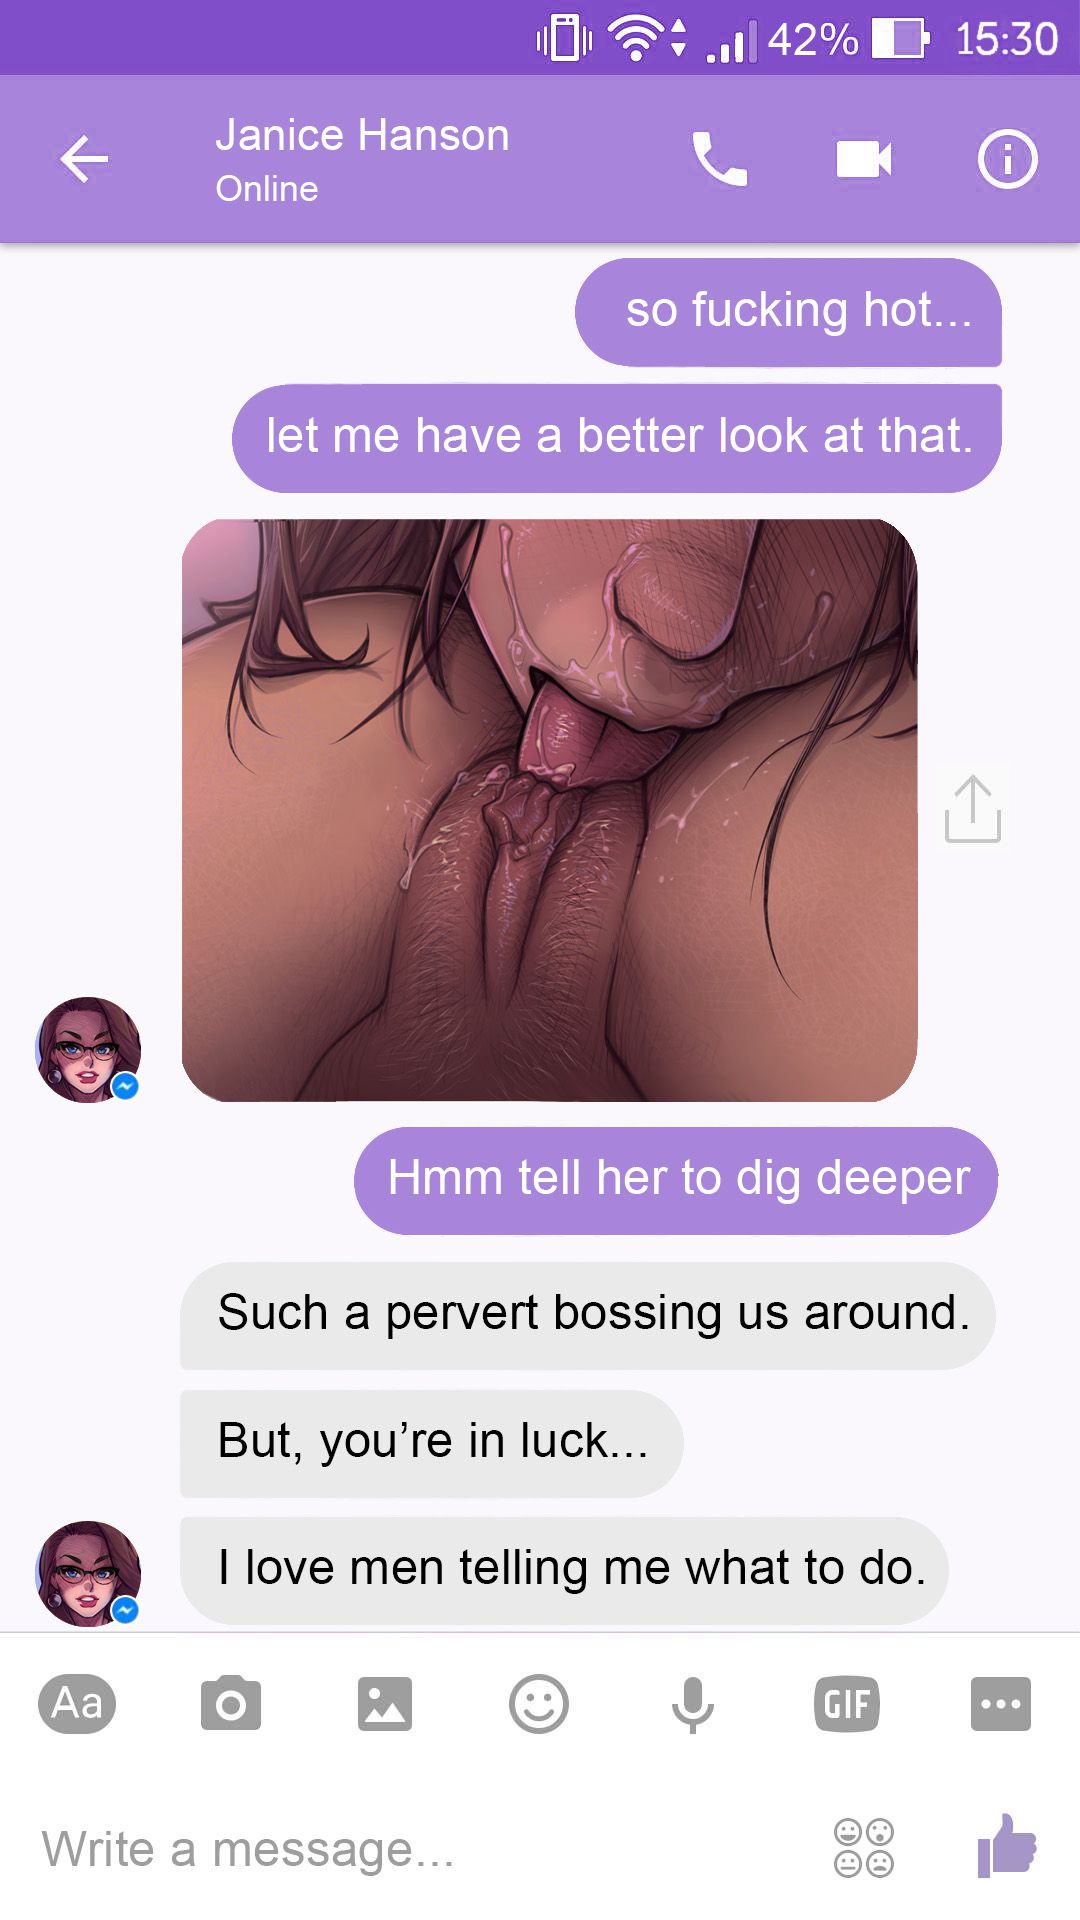 42% 15:30
Janice Hanson
Online
so fucking hot...
let me have a better look at that.
Hmm tell her to dig deeper
Such a pervert bossing us around.
But, you’re in luck...
I love men telling me what to do.
Aa
GIF
Write a message...